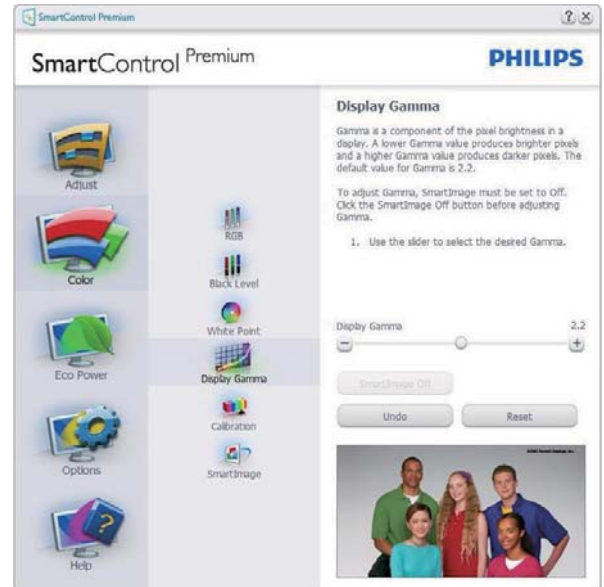 SmartControl Premium
? ×
SmartControl Premium
PHILIPS
Adjust
Color
Eco Power
Options
Help
RGB
Black Level
White Point
Display Gamma
Calibration
SmartImage
Display Gamma
Gamma is a component of the pixel brightness in a
display. A lower Gamma value produces brighter pixels
and a higher Gamma value produces darker pixels. The
default value for Gamma is 2.2.
To adjust Gamma, SmartImage must be set to Off.
Click the SmartImage Off button before adjusting
Gamma.
1. Use the slider to select the desired Gamma.
Display Gamma 2.2
SmartImage Off
Undo Reset